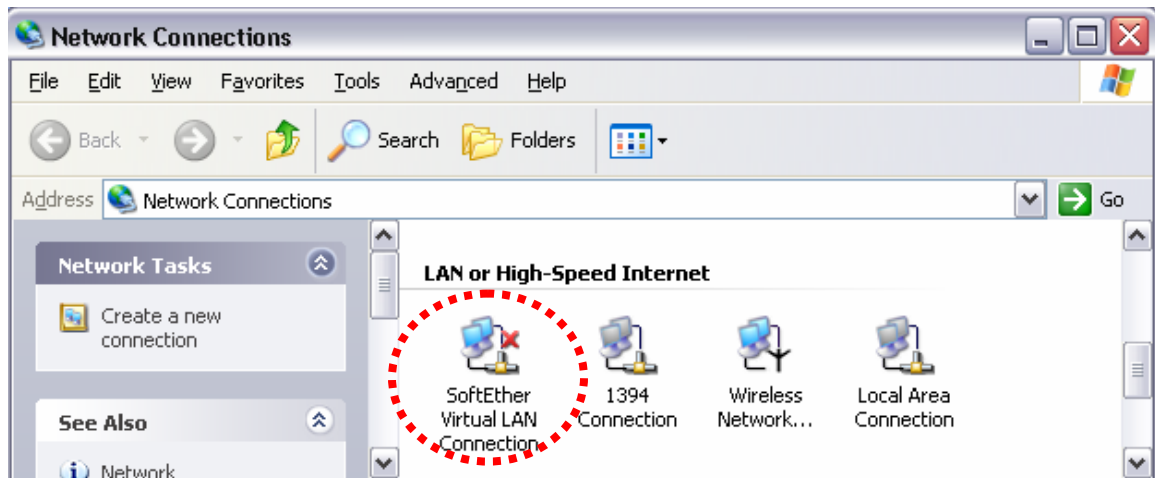 Network Connections
File Edit View Favorites Tools Advanced Help
Back Search Folders
Address Network Connections Go
Network Tasks
Create a new
connection
See Also
Network
LAN or High-Speed Internet
SoftEther
Virtual LAN
Connection
1394
Connection
Wireless
Network...
Local Area
Connection